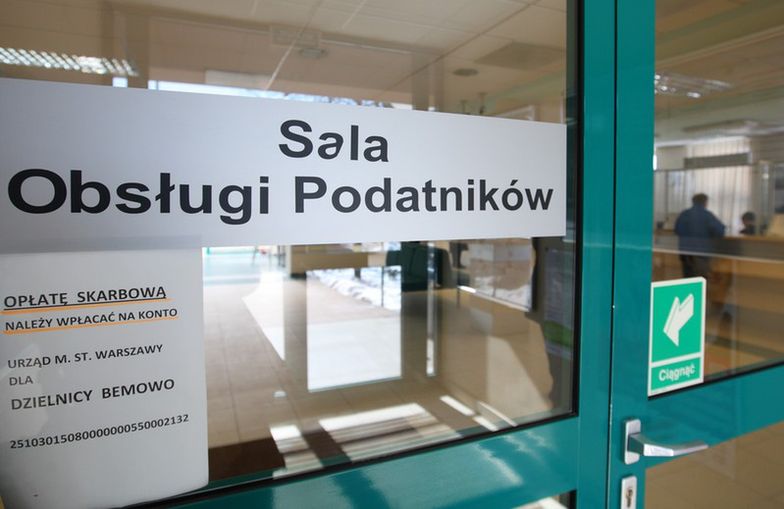 Sala
Obsługi Podatników
OPŁATĘ SKARBOWĄ
NALEŻY WPŁACAĆ NA KONTO
URZĄD M. ST. WARSZAWY
DLA
DZIELNICY BEMOWO
25103015080000000550002132
Ciągnąć